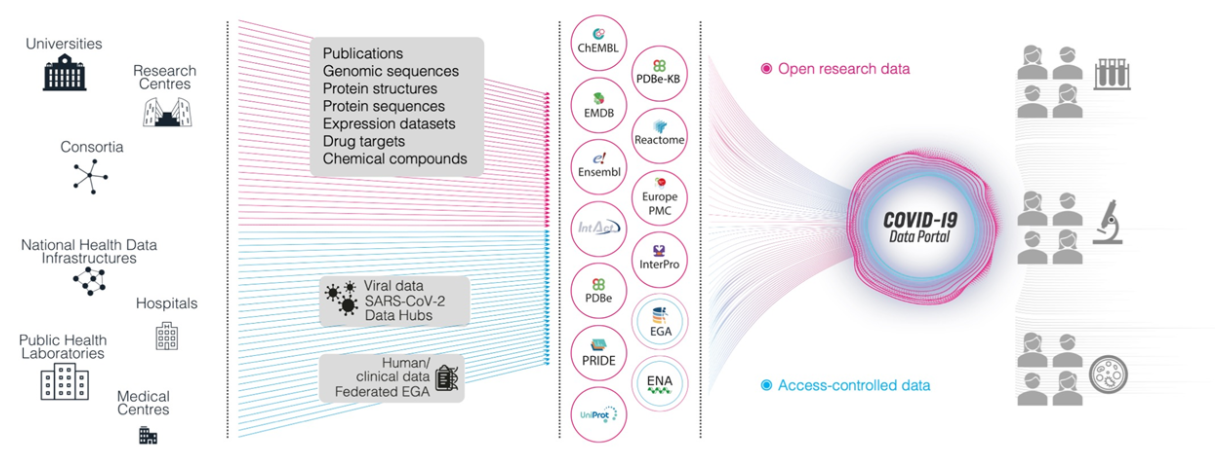 Universities
Research
Centres
Consortia
National Health Data
Infrastructures
Hospitals
Public Health
Laboratories
Medical
Centres
Publications
Genomic sequences
Protein structures
Protein sequences
Expression datasets
Drug targets
Chemical compounds
Viral data
SARS-CoV-2
Data Hubs
Human/
clinical data
Federated EGA
ChEMBL
PDBe-KB
EMDB
Reactome
e!
Ensembl
Europe
PMC
IntAct
InterPro
PDBe
EGA
PRIDE
ENA
UniProt
Open research data
COVID-19
Data Portal
Access-controlled data